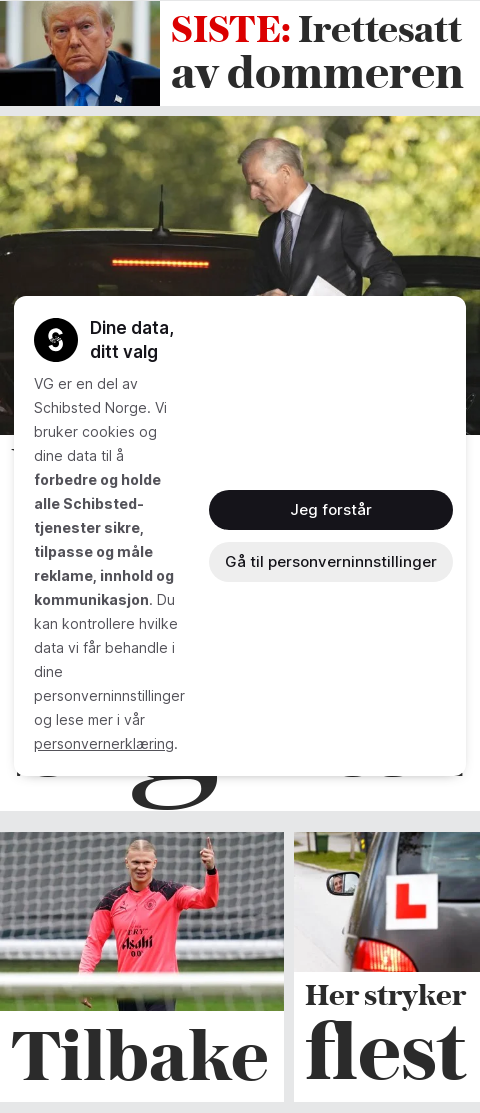 SISTE: Irettesatt
av dommeren
Dine data,
ditt valg
VG er en del av
Schibsted Norge. Vi
bruker cookies og
dine data til å
forbedre og holde
alle Schibsted-
tjenester sikre,
tilpasse og måle
reklame, innhold og
kommunikasjon. Du
kan kontrollere hvilke
data vi får behandle i
dine
personverninnstillinger
og lese mer i vår
personvernerklæring.
Jeg forstår
Gå til personverninnstillinger
Asahi
L
Tilbake
Her stryker
flest